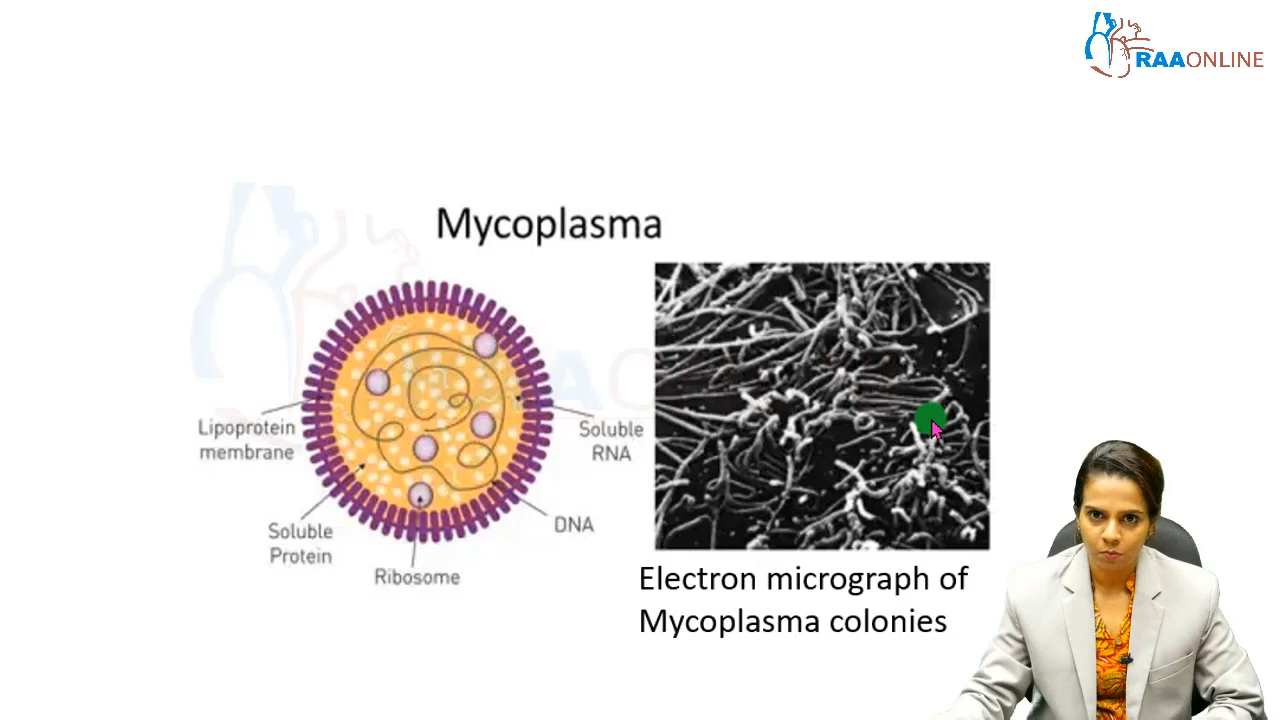 RAAONLINE
Mycoplasma
Lipoprotein
membrane
Soluble
RNA
Soluble
Protein
DNA
Ribosome
Electron micrograph of
Mycoplasma colonies